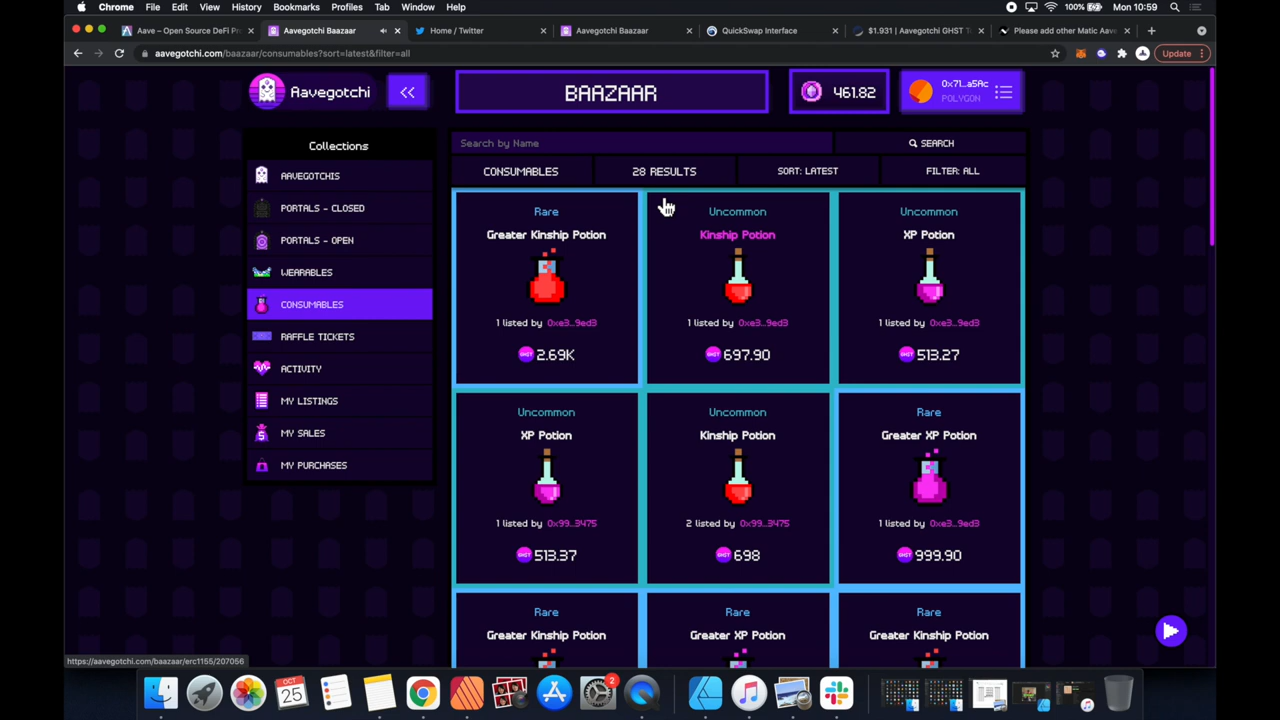 Chrome File Edit View History Bookmarks Profiles Tab Window Help 100% Mon 10:59
Aave – Open Source DeFi Pr Aavegotchi Baazaar Home / Twitter Aavegotchi Baazaar QuickSwap Interface $1.931 | Aavegotchi GHST T Please add other Matic Aave
aavegotchi.com/baazaar/consumables?sort=latest&filter=all Update
Aavegotchi
BAAZAAR
461.82
0x71...a5Ac
POLYGON
Collections
AAVEGOTCHIS
PORTALS - CLOSED
PORTALS - OPEN
WEARABLES
CONSUMABLES
RAFFLE TICKETS
ACTIVITY
MY LISTINGS
MY SALES
MY PURCHASES
Search by Name SEARCH
CONSUMABLES 28 RESULTS SORT: LATEST FILTER: ALL
Rare
Greater Kinship Potion
1 listed by 0xe3...9ed3
GHST 2.69K
Uncommon
Kinship Potion
1 listed by 0xe3...9ed3
GHST 697.90
Uncommon
XP Potion
1 listed by 0xe3...9ed3
GHST 513.27
Uncommon
XP Potion
1 listed by 0x99...3475
GHST 513.37
Uncommon
Kinship Potion
2 listed by 0x99...3475
GHST 698
Rare
Greater XP Potion
1 listed by 0xe3...9ed3
GHST 999.90
Rare
Greater Kinship Potion
Rare
Greater XP Potion
Rare
Greater Kinship Potion
https://aavegotchi.com/baazaar/erc1155/207056
OCT
25
2